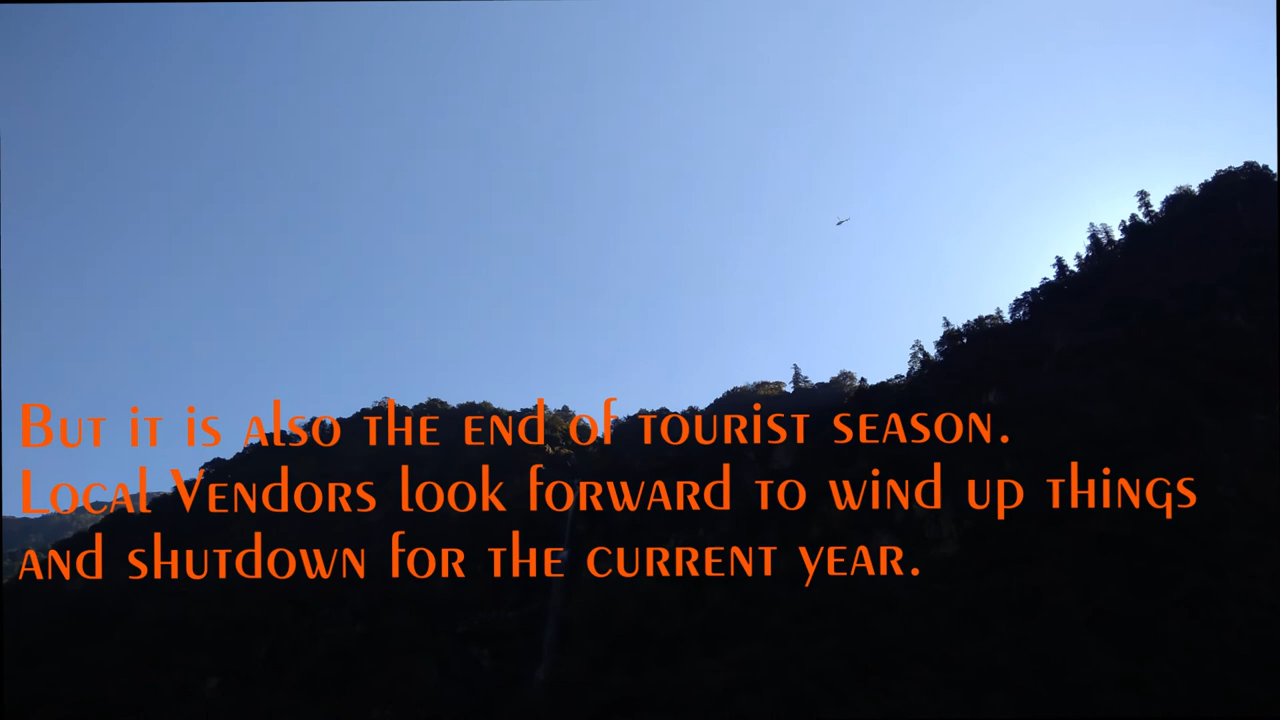 But it is also the end of tourist season.
Local Vendors look forward to wind up things
and shutdown for the current year.